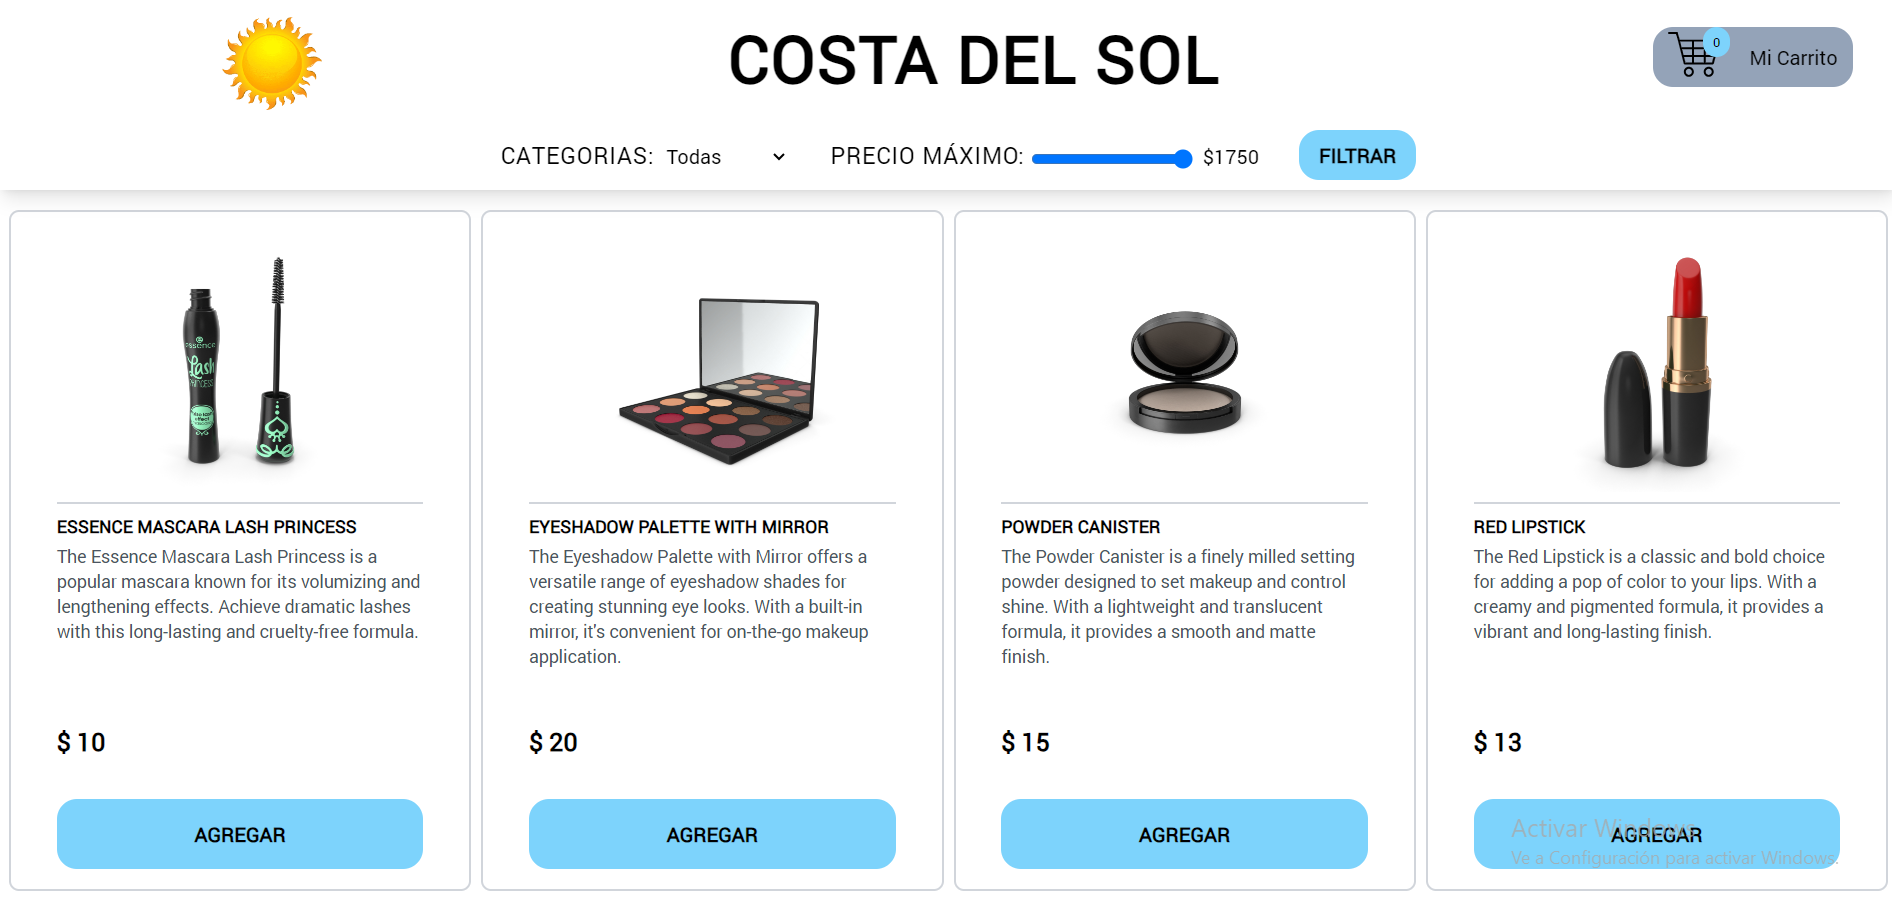 COSTA DEL SOL
0
Mi Carrito
CATEGORIAS: Todas
PRECIO MÁXIMO: $1750
FILTRAR
essence
Lash
PRINCESS
ESSENCE MASCARA LASH PRINCESS
The Essence Mascara Lash Princess is a
popular mascara known for its volumizing and
lengthening effects. Achieve dramatic lashes
with this long-lasting and cruelty-free formula.
$ 10
AGREGAR
EYESHADOW PALETTE WITH MIRROR
The Eyeshadow Palette with Mirror offers a
versatile range of eyeshadow shades for
creating stunning eye looks. With a built-in
mirror, it's convenient for on-the-go makeup
application.
$ 20
AGREGAR
POWDER CANISTER
The Powder Canister is a finely milled setting
powder designed to set makeup and control
shine. With a lightweight and translucent
formula, it provides a smooth and matte
finish.
$ 15
AGREGAR
RED LIPSTICK
The Red Lipstick is a classic and bold choice
for adding a pop of color to your lips. With a
creamy and pigmented formula, it provides a
vibrant and long-lasting finish.
$ 13
AGREGAR
Activar Windows
Ve a Configuración para activar Windows.